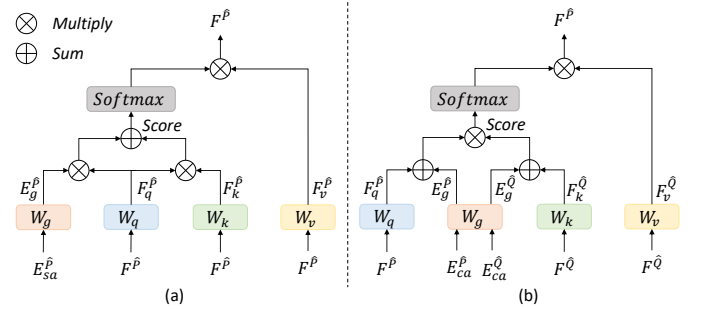 Multiply
Sum
F^P̂
Softmax
Score
E_g^P̂ F_q^P̂ F_k^P̂ F_v^P̂
W_g W_q W_k W_v
E_sa^P̂ F^P̂ F^P̂ F^P̂
(a)
F^P̂
Softmax
Score
F_q^P̂ E_g^P̂ E_g^Q̂ F_k^Q̂ F_v^Q̂
W_q W_g W_k W_v
F^P̂ E_ca^P̂ E_ca^Q̂ F^Q̂ F^Q̂
(b)